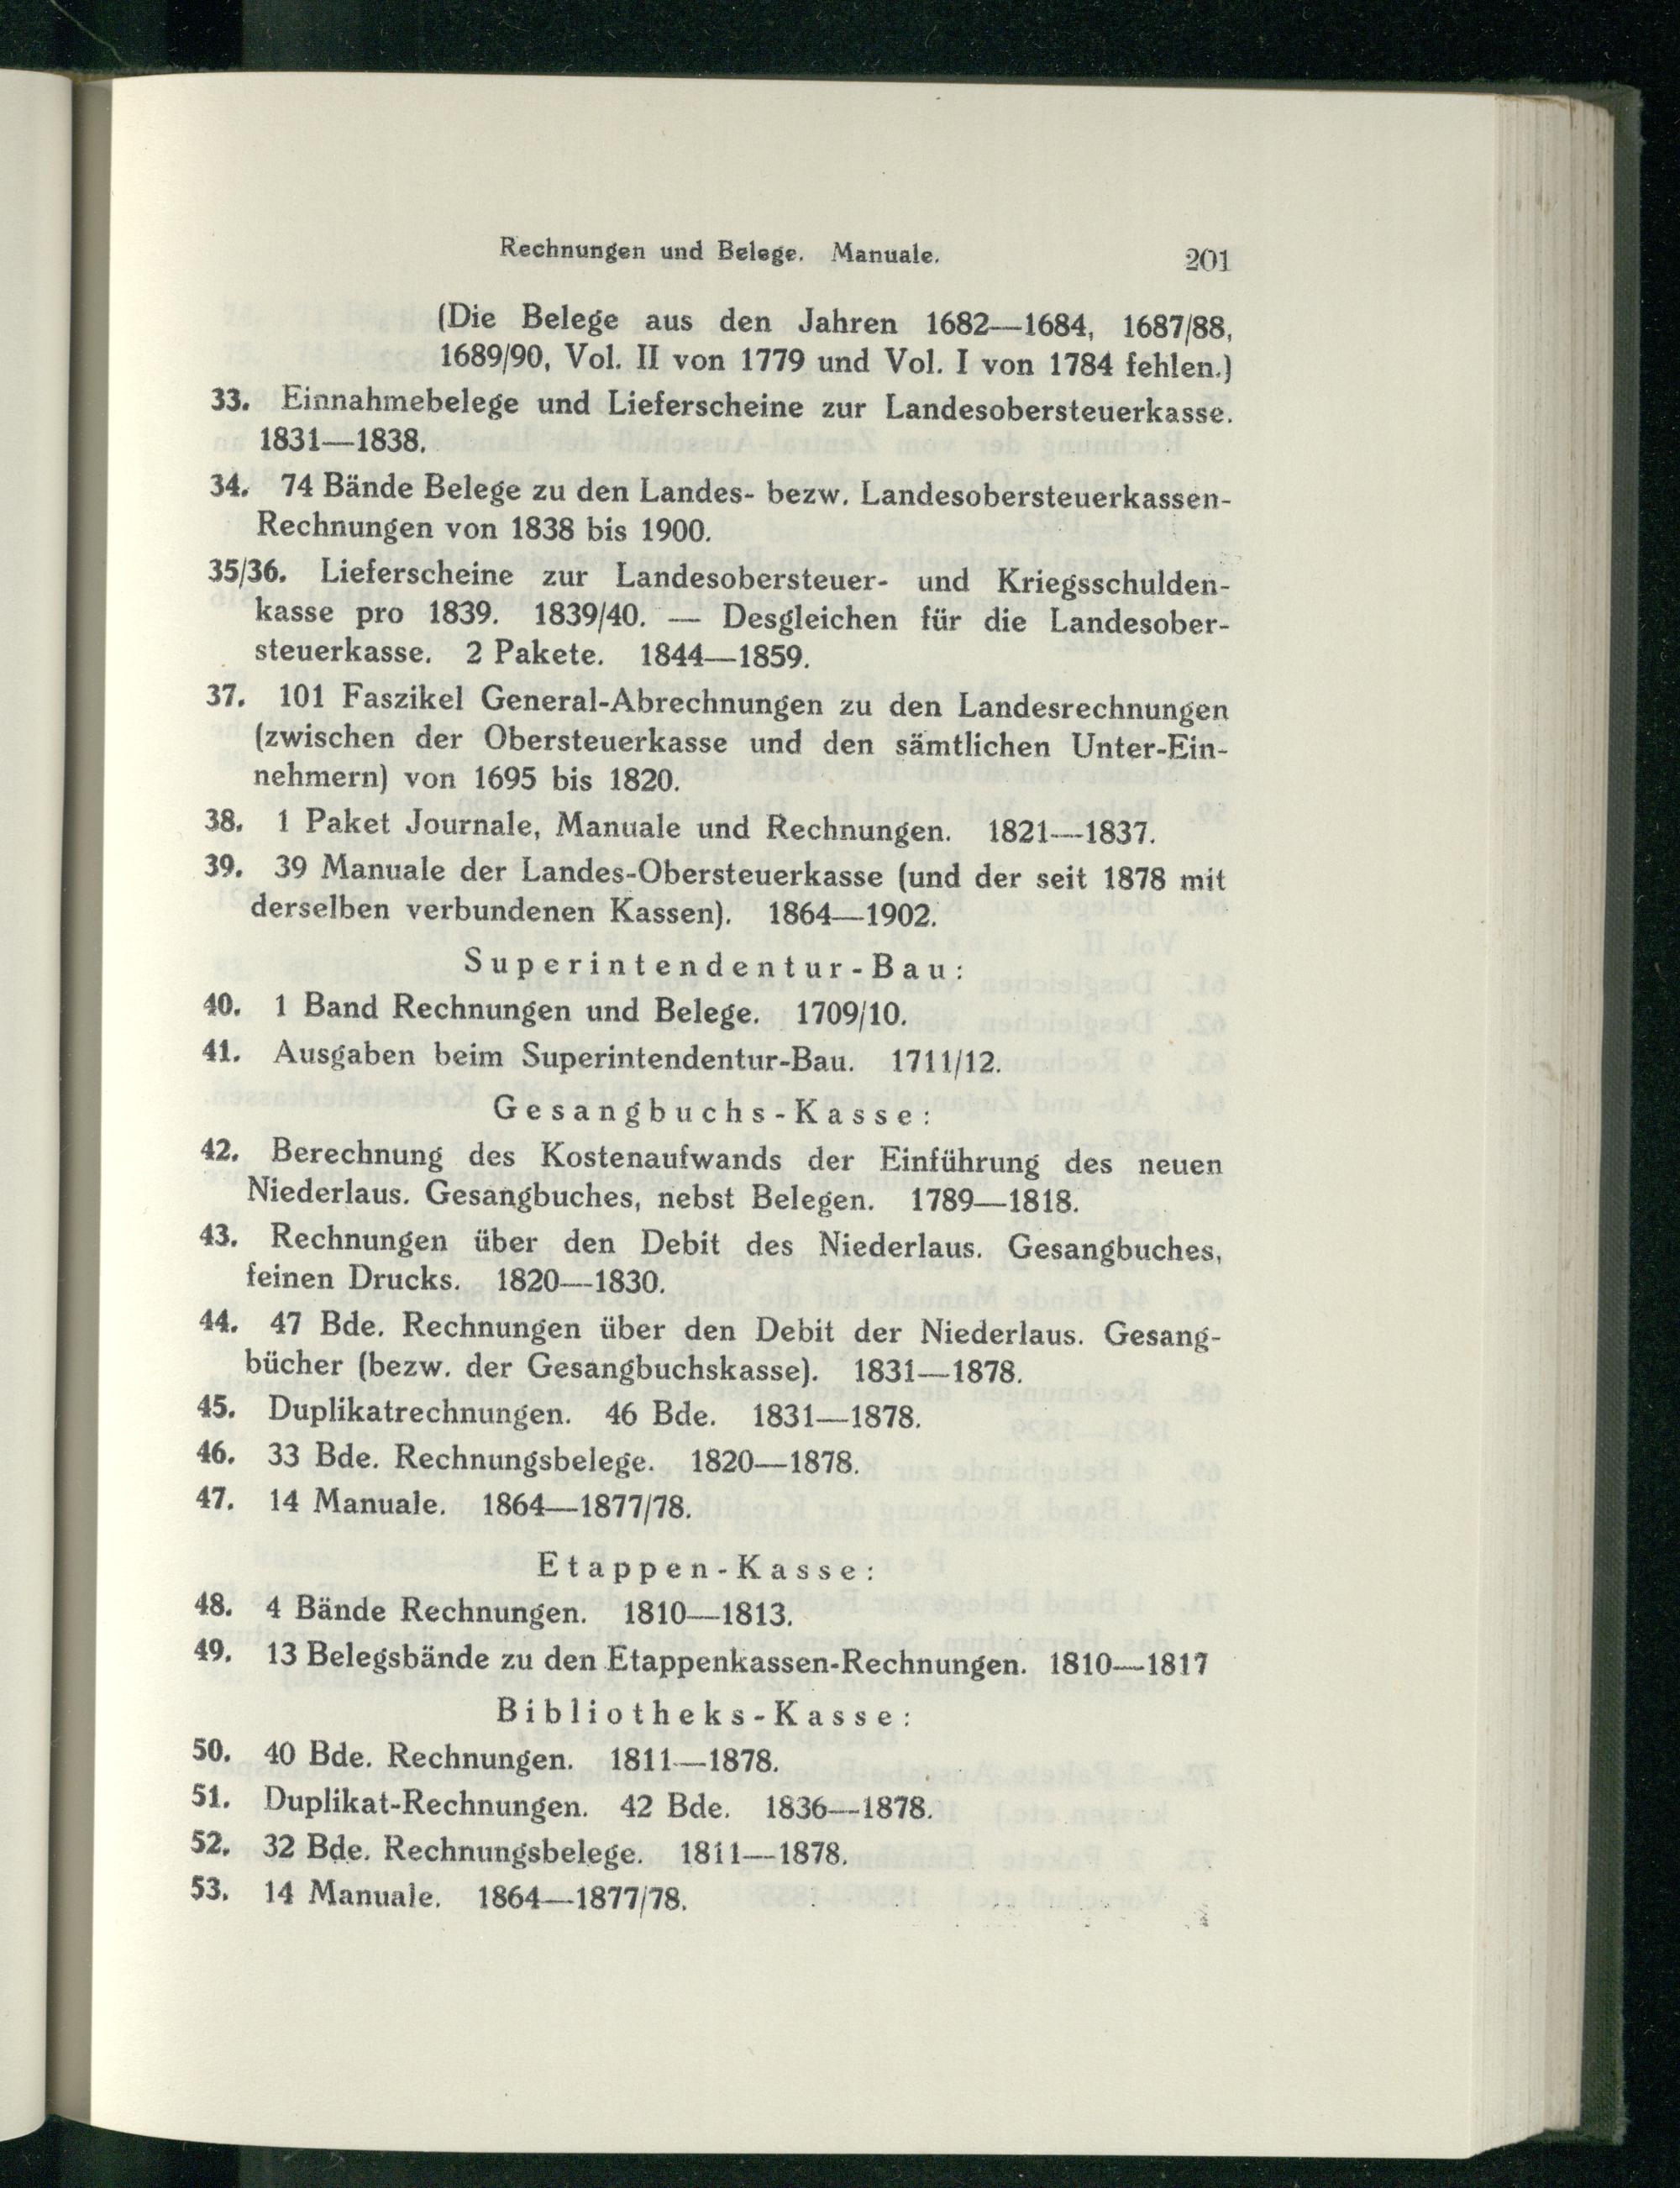 Rechnungen und Belege. Manuale. 201
(Die Belege aus den Jahren 1682—1684, 1687/88,
1689/90, Vol. II von 1779 und Vol. I von 1784 fehlen.)
33. Einnahmebelege und Lieferscheine zur Landesobersteuerkasse.
1831—1838.
34. 74 Bände Belege zu den Landes- bezw. Landesobersteuerkassen-
Rechnungen von 1838 bis 1900.
35/36. Lieferscheine zur Landesobersteuer- und Kriegsschulden-
kasse pro 1839. 1839/40. — Desgleichen für die Landesober-
steuerkasse. 2 Pakete. 1844—1859.
37. 101 Faszikel General-Abrechnungen zu den Landesrechnungen
(zwischen der Obersteuerkasse und den sämtlichen Unter-Ein-
nehmern) von 1695 bis 1820.
38. 1 Paket Journale, Manuale und Rechnungen. 1821—1837.
39. 39 Manuale der Landes-Obersteuerkasse (und der seit 1878 mit
derselben verbundenen Kassen). 1864—1902.
Superintendentur-Bau:
40. 1 Band Rechnungen und Belege. 1709/10.
41. Ausgaben beim Superintendentur-Bau. 1711/12.
Gesangbuchs-Kasse:
42. Berechnung des Kostenaufwands der Einführung des neuen
Niederlaus. Gesangbuches, nebst Belegen. 1789—1818.
43. Rechnungen über den Debit des Niederlaus. Gesangbuches,
feinen Drucks. 1820—1830.
44. 47 Bde. Rechnungen über den Debit der Niederlaus. Gesang-
bücher (bezw. der Gesangbuchskasse). 1831—1878.
45. Duplikatrechnungen. 46 Bde. 1831—1878.
46. 33 Bde. Rechnungsbelege. 1820—1878.
47. 14 Manuale. 1864—1877/78.
Etappen-Kasse:
48. 4 Bände Rechnungen. 1810—1813.
49. 13 Belegsbände zu den Etappenkassen-Rechnungen. 1810—1817
Bibliotheks-Kasse:
50. 40 Bde. Rechnungen. 1811—1878.
51. Duplikat-Rechnungen. 42 Bde. 1836—1878.
52. 32 Bde. Rechnungsbelege. 1811—1878.
53. 14 Manuale. 1864—1877/78.